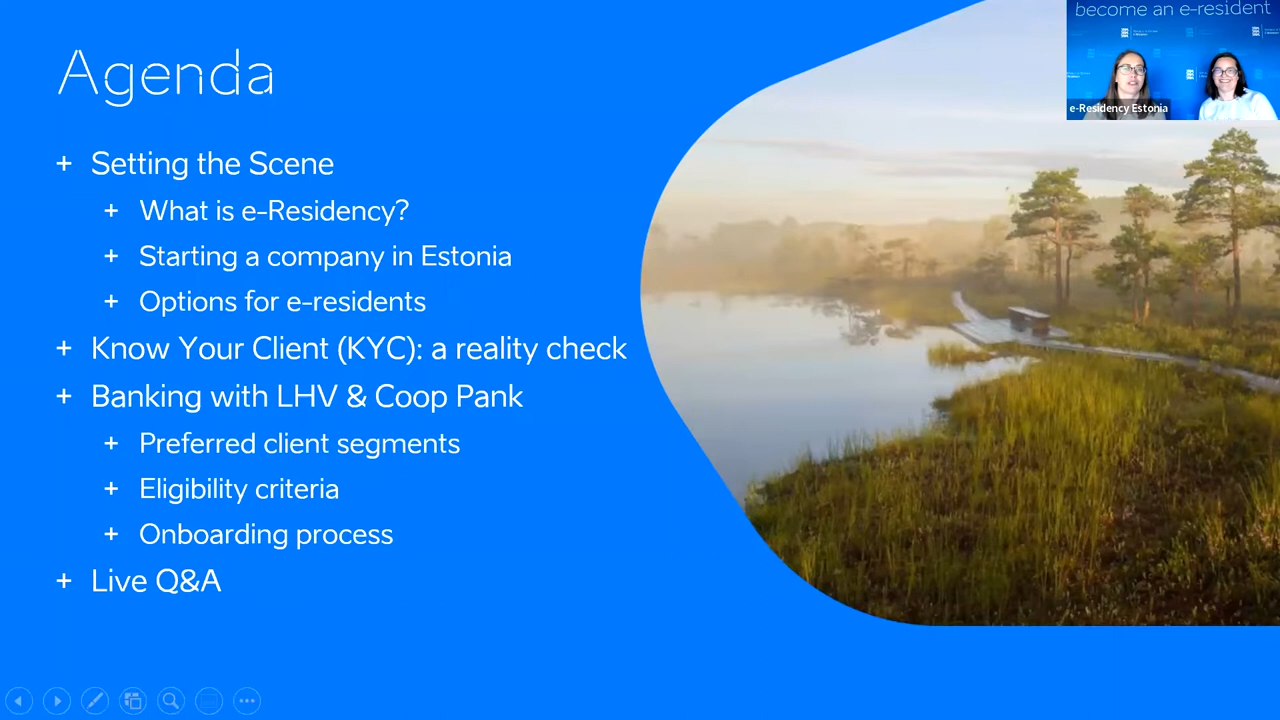 Agenda
+ Setting the Scene
+ What is e-Residency?
+ Starting a company in Estonia
+ Options for e-residents
+ Know Your Client (KYC): a reality check
+ Banking with LHV & Coop Pank
+ Preferred client segments
+ Eligibility criteria
+ Onboarding process
+ Live Q&A
become an e-resident
e-Residency Estonia